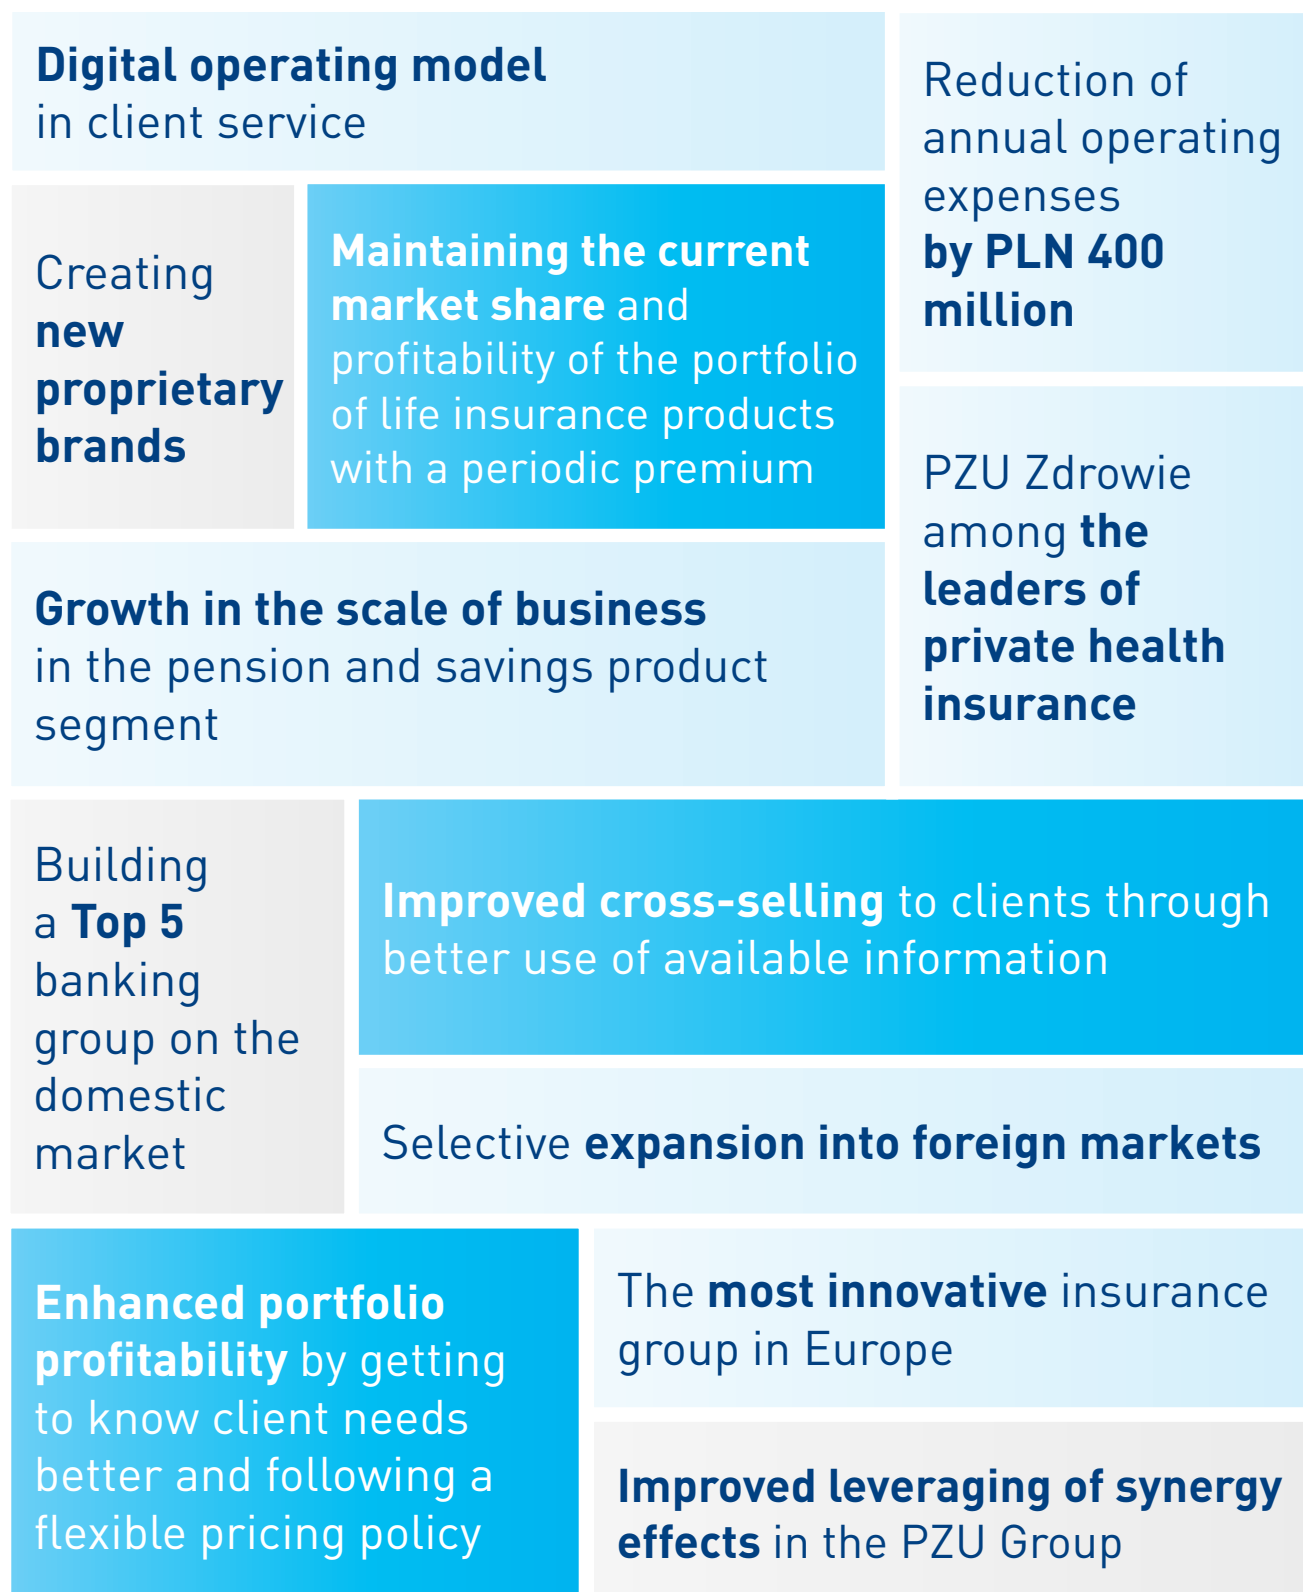 Digital operating model
in client service
Reduction of
annual operating
expenses
by PLN 400
million
Creating
new
proprietary
brands
Maintaining the current
market share and
profitability of the portfolio
of life insurance products
with a periodic premium
PZU Zdrowie
among the
leaders of
private health
insurance
Growth in the scale of business
in the pension and savings product
segment
Building
a Top 5
banking
group on the
domestic
market
Improved cross-selling to clients through
better use of available information
Selective expansion into foreign markets
Enhanced portfolio
profitability by getting
to know client needs
better and following a
flexible pricing policy
The most innovative insurance
group in Europe
Improved leveraging of synergy
effects in the PZU Group